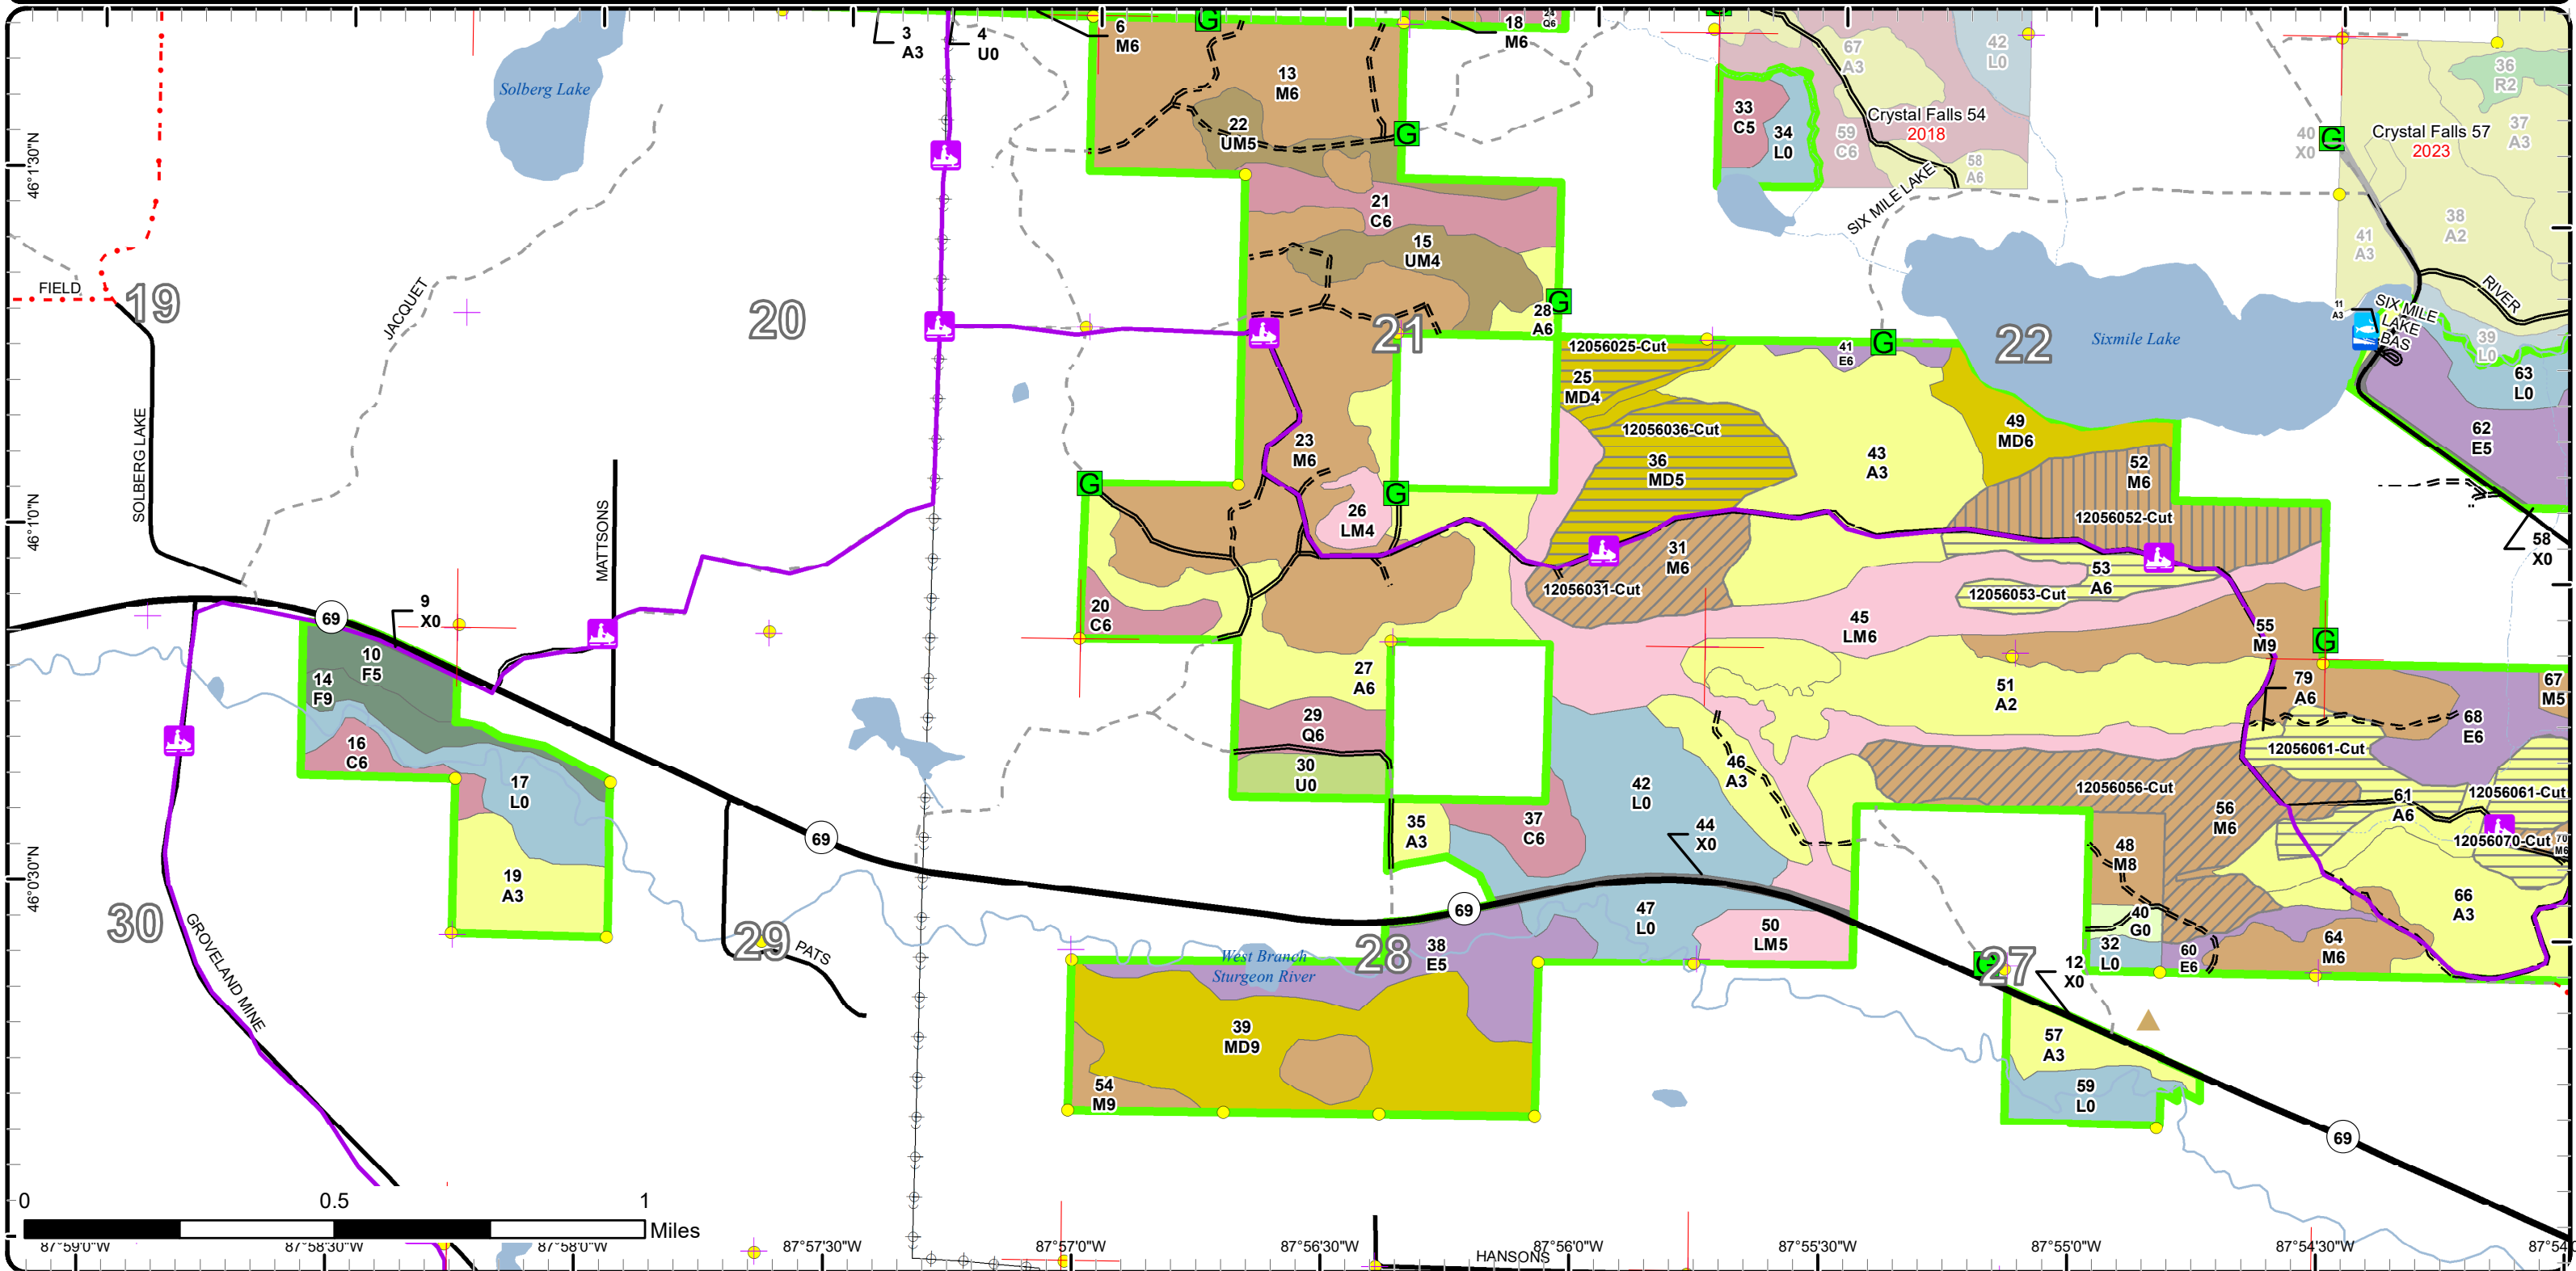 3
A3
4
U0
6
M6
18
M6
24
Q6
13
M6
22
UM5
21
C6
15
UM4
28
A6
33
C5
34
L0
67
A3
42
L0
59
C6
58
A6
Crystal Falls 54
2018
SIX MILE LAKE
36
R2
37
A3
38
A2
40
X0
41
A3
Crystal Falls 57
2023
RIVER
39
L0
11
A3
SIX MILE
LAKE
BAS
63
L0
62
E5
58
X0
Solberg Lake
Sixmile Lake
FIELD
JACQUET
SOLBERG LAKE
MATTSONS
19
20
21
22
12056025-Cut
25
MD4
41
E6
12056036-Cut
36
MD5
43
A3
49
MD6
52
M6
12056052-Cut
23
M6
26
LM4
31
M6
12056031-Cut
53
A6
12056053-Cut
20
C6
45
LM6
55
M9
27
A6
51
A2
79
A6
67
M5
68
E6
69
9
X0
10
F5
14
F9
16
C6
17
L0
19
A3
29
Q6
30
U0
35
A3
37
C6
42
L0
46
A3
44
X0
12056061-Cut
12056056-Cut
56
M6
61
A6
12056061-Cut
12056070-Cut
70
M6
48
M8
66
A3
40
G0
32
L0
60
E6
64
M6
69
69
47
L0
50
LM5
38
E5
30
29
28
27
GROVELAND MINE
PATS
West Branch
Sturgeon River
39
MD9
54
M9
12
X0
57
A3
59
L0
69
HANSONS
G
G
G
G
G
G
G
G
G
G
46°1'30"N
46°1'0"N
46°0'30"N
0
0.5
1
Miles
87°59'0"W
87°58'30"W
87°58'0"W
87°57'30"W
87°57'0"W
87°56'30"W
87°56'0"W
87°55'30"W
87°55'0"W
87°54'30"W